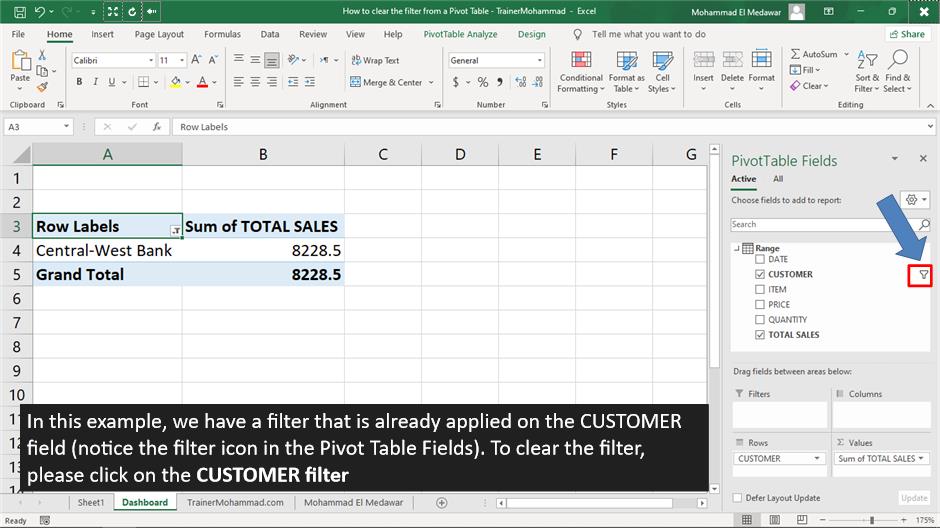 How to clear the filter from a Pivot Table - TrainerMohammad - Excel
Mohammad El Medawar
File Home Insert Page Layout Formulas Data Review View Help PivotTable Analyze Design Tell me what you want to do Share
Paste
Clipboard
Calibri 11
B I U
Font
Wrap Text
Merge & Center
Alignment
General
$ % 9
Number
Conditional Formatting
Format as Table
Cell Styles
Styles
Insert Delete Format
Cells
AutoSum
Fill
Clear
Sort & Filter
Find & Select
Editing
A3 fx Row Labels
A B C D E F G
1
2
3 Row Labels Sum of TOTAL SALES
4 Central-West Bank 8228.5
5 Grand Total 8228.5
6
7
8
9
10
In this example, we have a filter that is already applied on the CUSTOMER
field (notice the filter icon in the Pivot Table Fields). To clear the filter,
please click on the CUSTOMER filter
14
Sheet1 Dashboard TrainerMohammad.com Mohammad El Medawar
Ready
175%
PivotTable Fields
Active All
Choose fields to add to report:
Search
Range
DATE
CUSTOMER
ITEM
PRICE
QUANTITY
TOTAL SALES
Drag fields between areas below:
Filters
Columns
Rows
Σ Values
CUSTOMER
Sum of TOTAL SALES
Defer Layout Update
Update